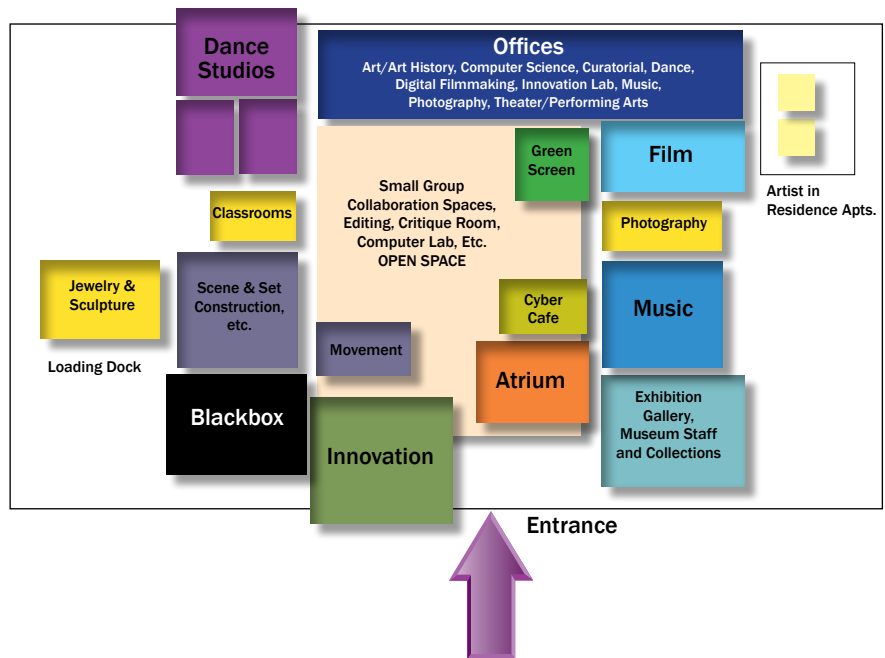 Dance
Studios
Offices
Art/Art History, Computer Science, Curatorial, Dance,
Digital Filmmaking, Innovation Lab, Music,
Photography, Theater/Performing Arts
Green
Screen
Film
Small Group
Collaboration Spaces,
Editing, Critique Room,
Computer Lab, Etc.
OPEN SPACE
Artist in
Residence Apts.
Classrooms
Photography
Jewelry &
Sculpture
Scene & Set
Construction,
etc.
Cyber
Cafe
Music
Movement
Loading Dock
Atrium
Blackbox
Exhibition
Gallery,
Museum Staff
and Collections
Innovation
Entrance